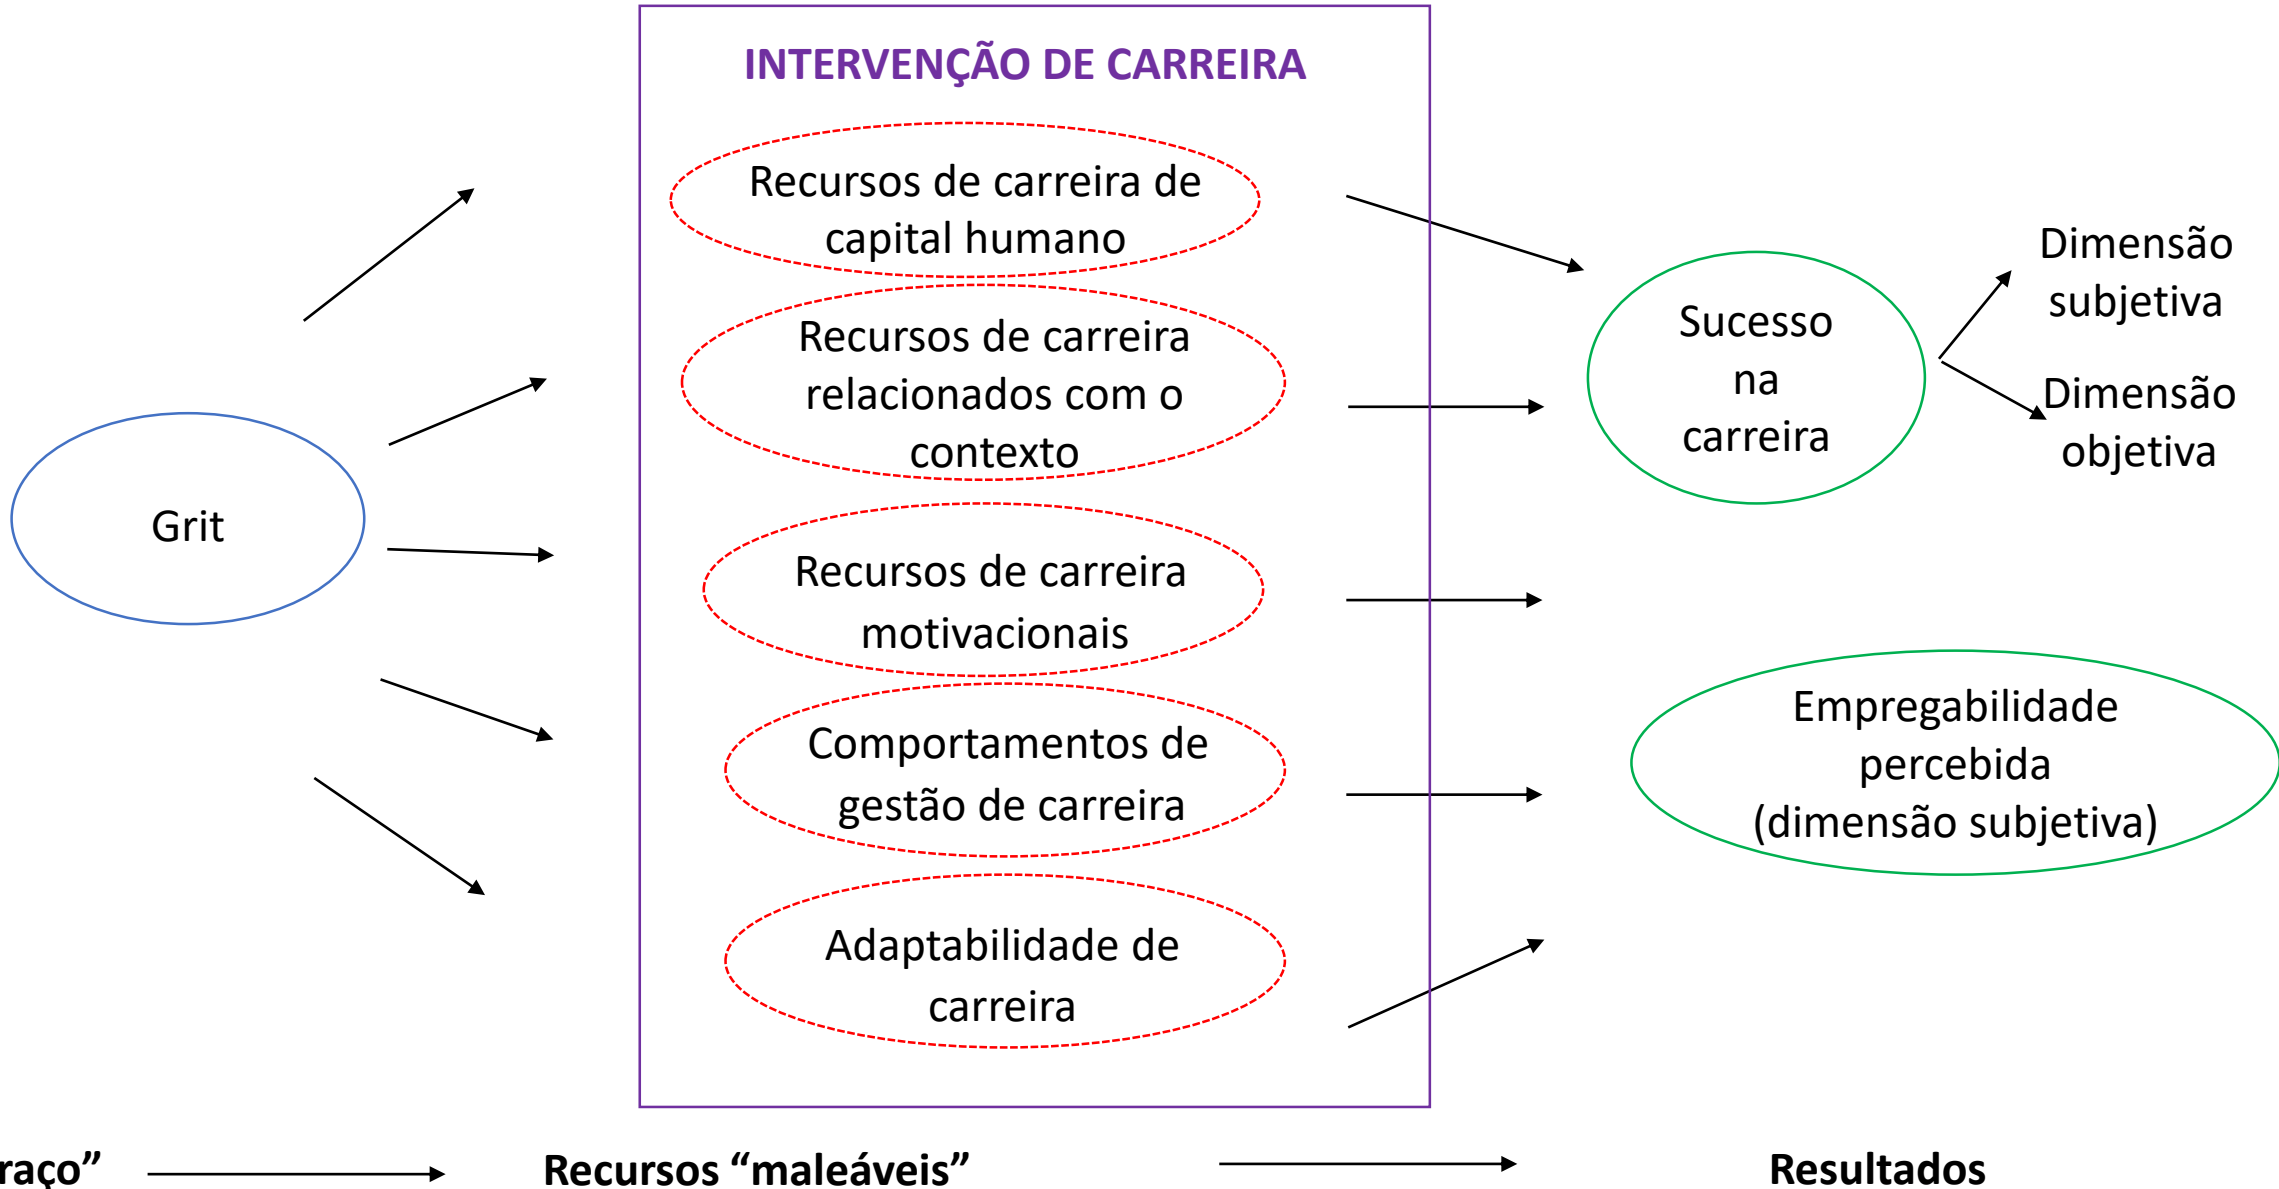 INTERVENÇÃO DE CARREIRA
Recursos de carreira de
capital humano
Recursos de carreira
relacionados com o
contexto
Recursos de carreira
motivacionais
Comportamentos de
gestão de carreira
Adaptabilidade de
carreira
Grit
Sucesso
na
carreira
Dimensão
subjetiva
Dimensão
objetiva
Empregabilidade
percebida
(dimensão subjetiva)
raço”
Recursos “maleáveis”
Resultados